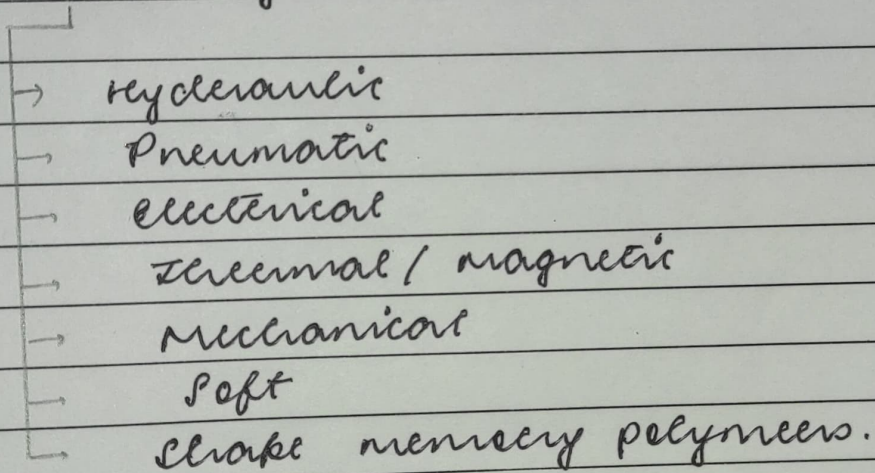 Hydraulic
Pneumatic
electrical
Thermal / magnetic
Mechanical
Soft
Shape memory polymers.